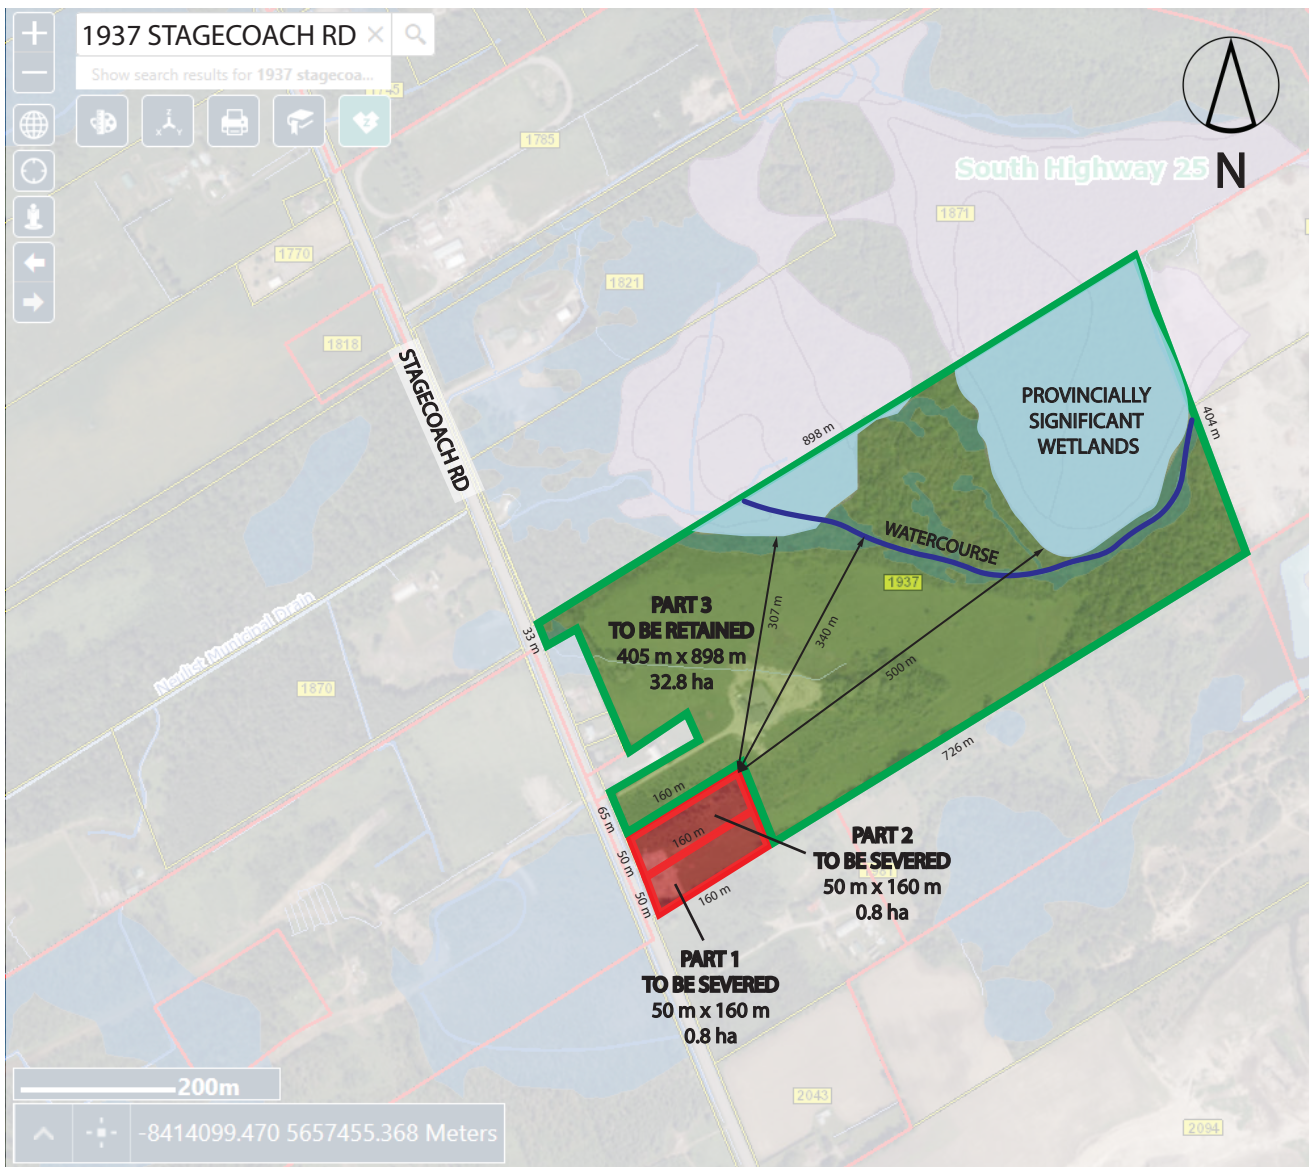 1937 STAGECOACH RD
Show search results for 1937 stagecoa...
1745
1785
South Highway 25
N
1871
1770
1821
1818
STAGECOACH RD
PROVINCIALLY
SIGNIFICANT
WETLANDS
404 m
898 m
WATERCOURSE
1937
PART 3
TO BE RETAINED
405 m x 898 m
32.8 ha
307 m
340 m
500 m
33 m
Newlist Municipal Drain
1870
726 m
160 m
65 m
160 m
50 m
50 m
160 m
PART 2
TO BE SEVERED
50 m x 160 m
0.8 ha
PART 1
TO BE SEVERED
50 m x 160 m
0.8 ha
200m
-8414099.470 5657455.368 Meters
2043
2094